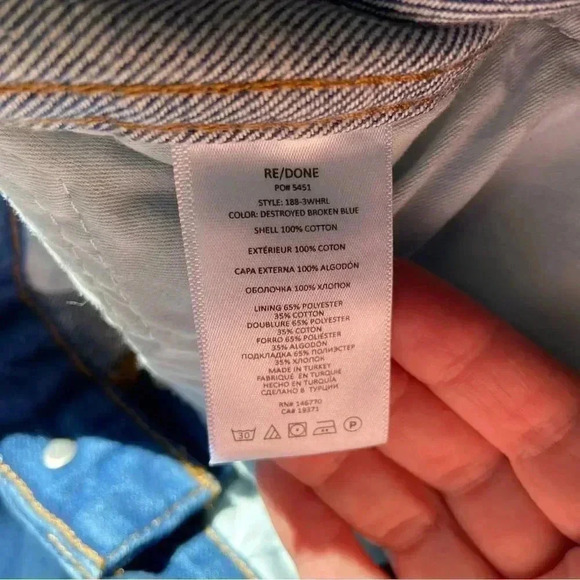 RE/DONE
PO# 5451
STYLE: 188-3WHRL
COLOR: DESTROYED BROKEN BLUE
SHELL 100% COTTON
EXTÉRIEUR 100% COTON
CAPA EXTERNA 100% ALGODÓN
ОБОЛОЧКА 100% ХЛОПОК
LINING 65% POLYESTER
35% COTTON
DOUBLURE 65% POLYESTER
35% COTON
FORRO 65% POLIÉSTER
35% ALGODÓN
ПОДКЛАДКА 65% ПОЛИЭСТЕР
35% ХЛОПОК
MADE IN TURKEY
FABRIQUE EN TURQUIE
HECHO EN TURQUÍA
СДЕЛАНО В ТУРЦИИ
RN# 146770
CA# 19371
30 P